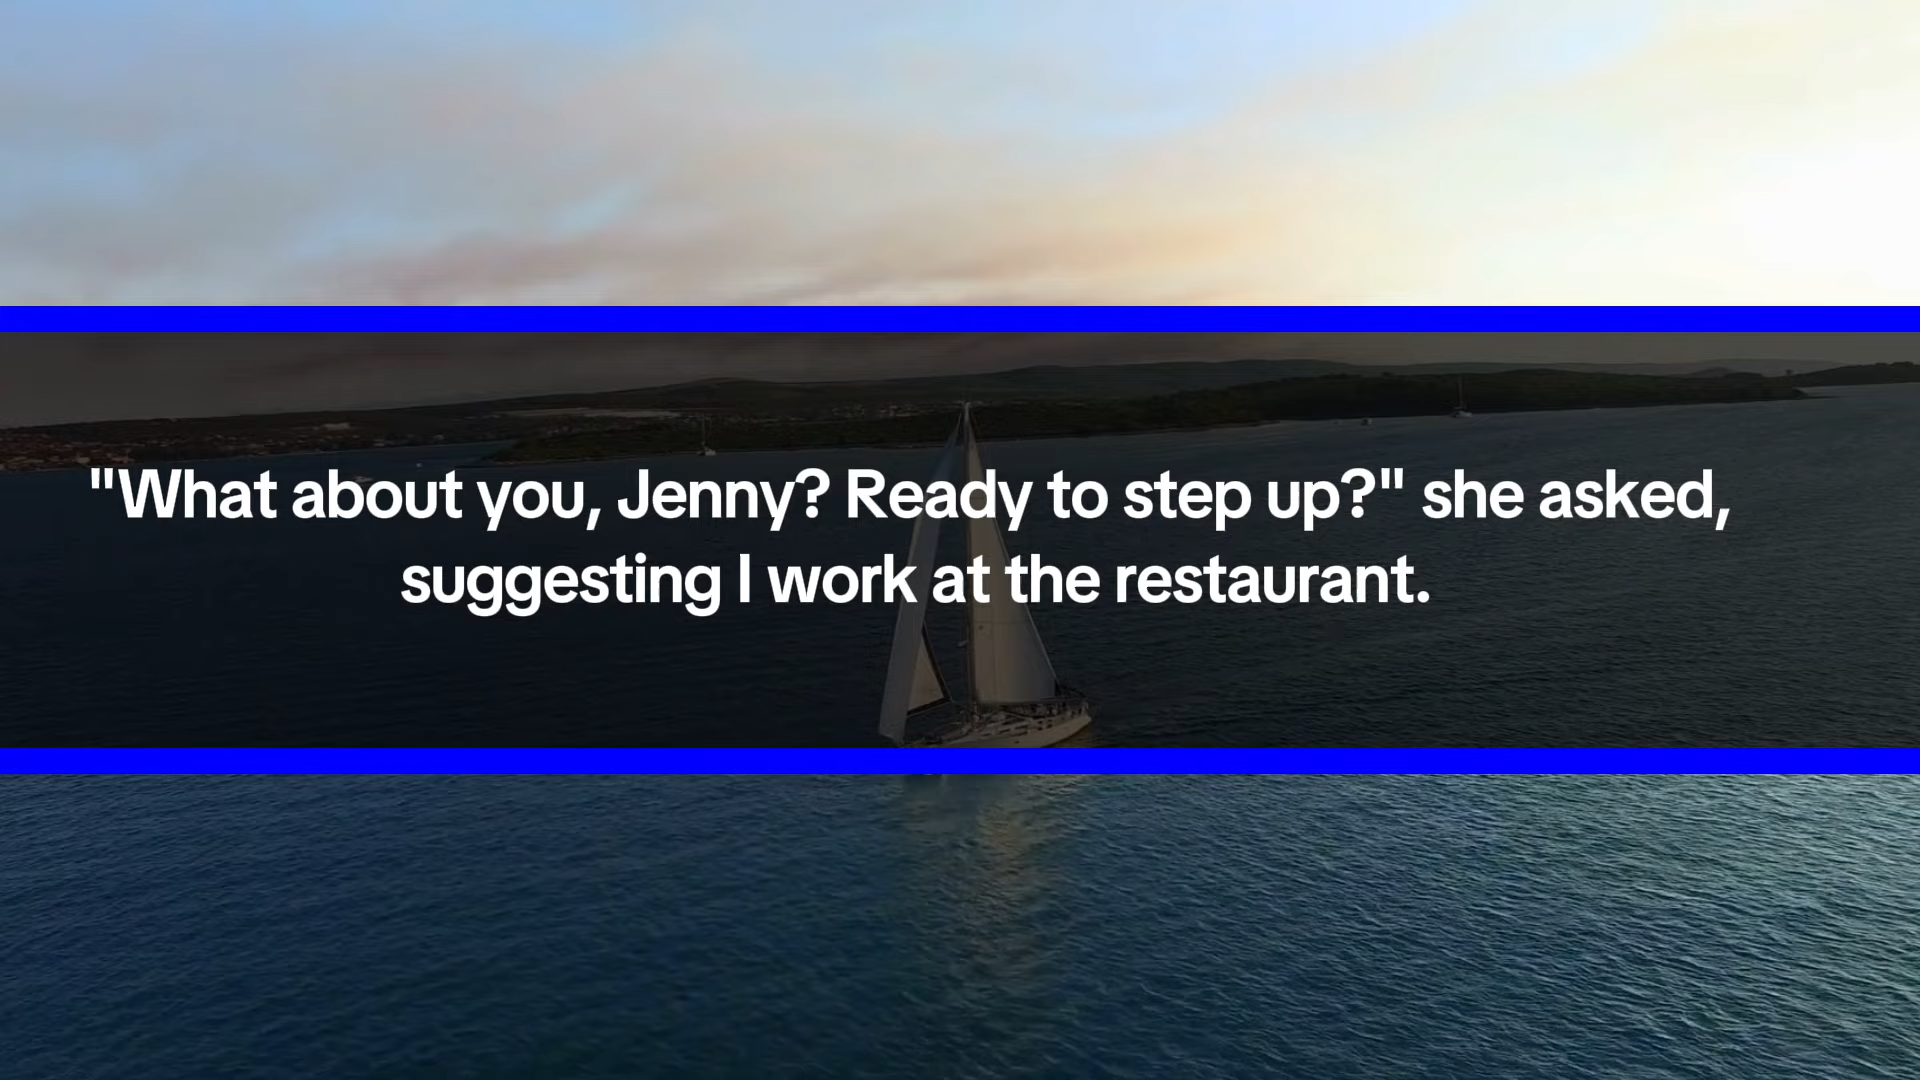 "What about you, Jenny? Ready to step up?" she asked,
suggesting I work at the restaurant.